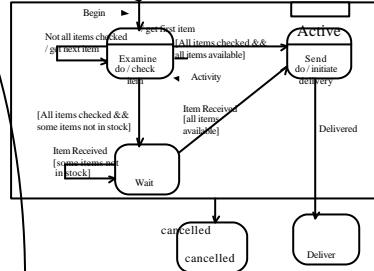 Begin
/ get first item
Active
Not all items checked
/ get next item
[All items checked &&
all items available]
Examine
do / check
item
Send
do / initiate
delivery
Activity
[All items checked &&
some items not in stock]
Item Received
[all items
available]
Delivered
Item Received
[some items not
in stock]
Wait
cancelled
cancelled
Deliver